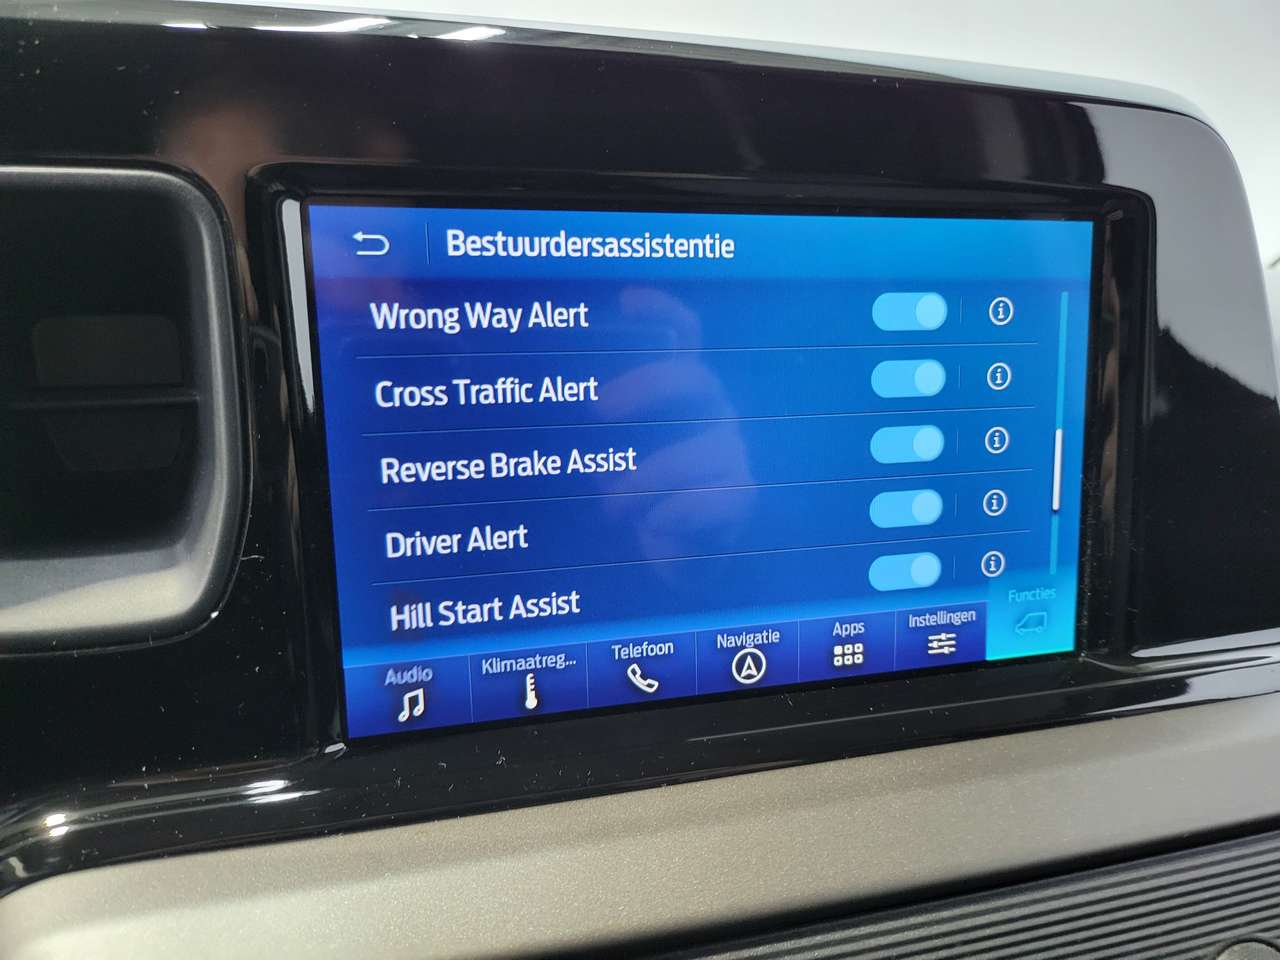 Bestuurdersassistentie
Wrong Way Alert
Cross Traffic Alert
Reverse Brake Assist
Driver Alert
Hill Start Assist
Audio
Klimaatreg...
Telefoon
Navigatie
Apps
Instellingen
Functies